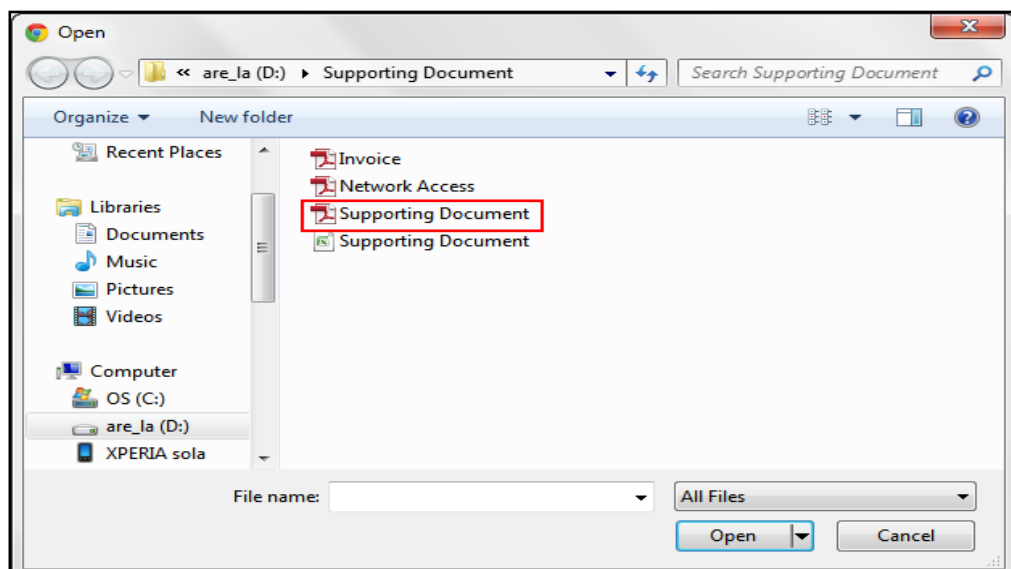 Open
« are_la (D:) ▸ Supporting Document
Search Supporting Document
Organize
New folder
Recent Places
Libraries
Documents
Music
Pictures
Videos
Computer
OS (C:)
are_la (D:)
XPERIA sola
Invoice
Network Access
Supporting Document
Supporting Document
File name:
All Files
Open
Cancel